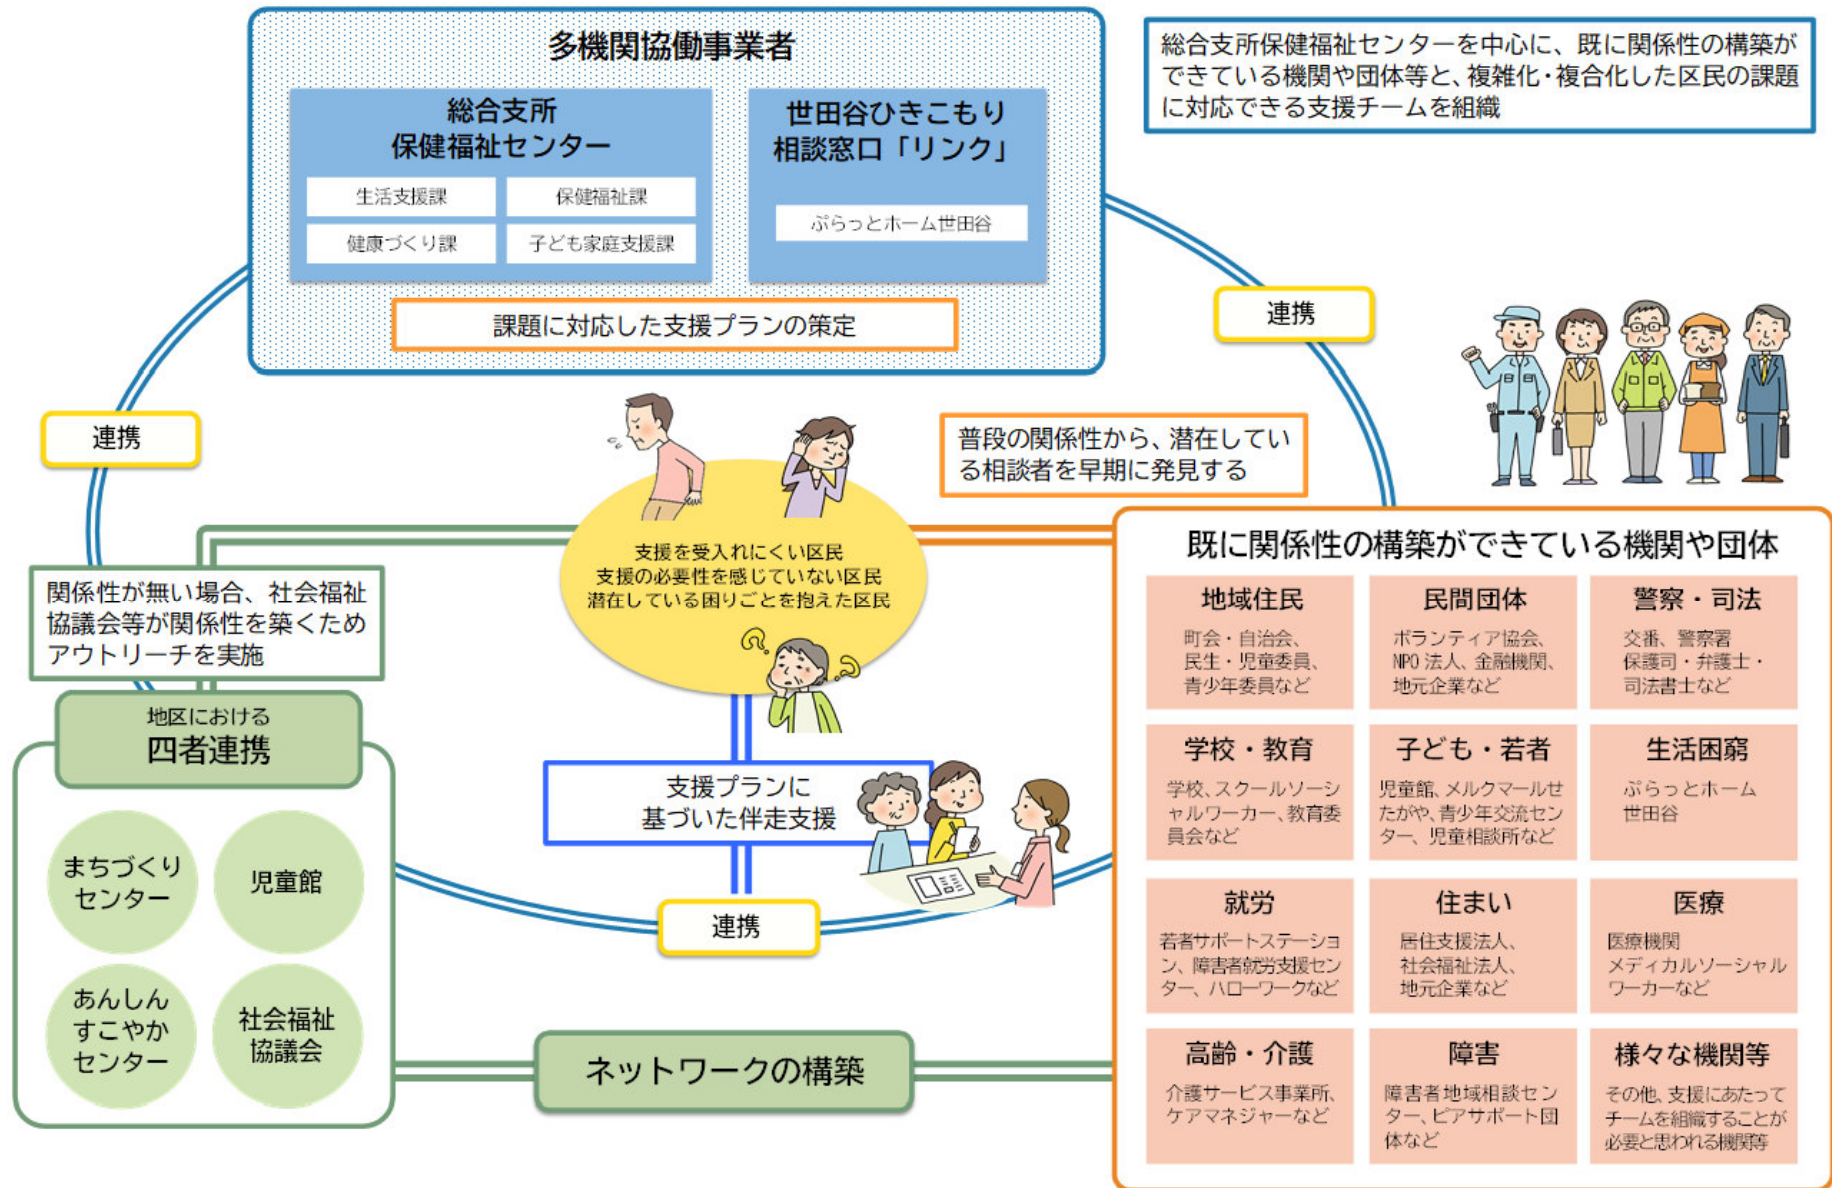 多機関協働事業者
総合支所
保健福祉センター
生活支援課
保健福祉課
健康づくり課
子ども家庭支援課
世田谷ひきこもり
相談窓口「リンク」
ぷらっとホーム世田谷
課題に対応した支援プランの策定
総合支所保健福祉センターを中心に、既に関係性の構築が
できている機関や団体等と、複雑化・複合化した区民の課題
に対応できる支援チームを組織
連携
連携
普段の関係性から、潜在してい
る相談者を早期に発見する
支援を受入れにくい区民
支援の必要性を感じていない区民
潜在している困りごとを抱えた区民
関係性が無い場合、社会福祉
協議会等が関係性を築くため
アウトリーチを実施
地区における
四者連携
まちづくり
センター
児童館
あんしん
すこやか
センター
社会福祉
協議会
支援プランに
基づいた伴走支援
連携
ネットワークの構築
既に関係性の構築ができている機関や団体
地域住民
町会・自治会、
民生・児童委員、
青少年委員など
民間団体
ボランティア協会、
NPO 法人、金融機関、
地元企業など
警察・司法
交番、警察署
保護司・弁護士・
司法書士など
学校・教育
学校、スクールソーシ
ャルワーカー、教育委
員会など
子ども・若者
児童館、メルクマールせ
たがや、青少年交流セン
ター、児童相談所など
生活困窮
ぷらっとホーム
世田谷
就労
若者サポートステーショ
ン、障害者就労支援セン
ター、ハローワークなど
住まい
居住支援法人、
社会福祉法人、
地元企業など
医療
医療機関
メディカルソーシャル
ワーカーなど
高齢・介護
介護サービス事業所、
ケアマネジャーなど
障害
障害者地域相談セン
ター、ピアサポート団
体など
様々な機関等
その他、支援にあたって
チームを組織することが
必要と思われる機関等